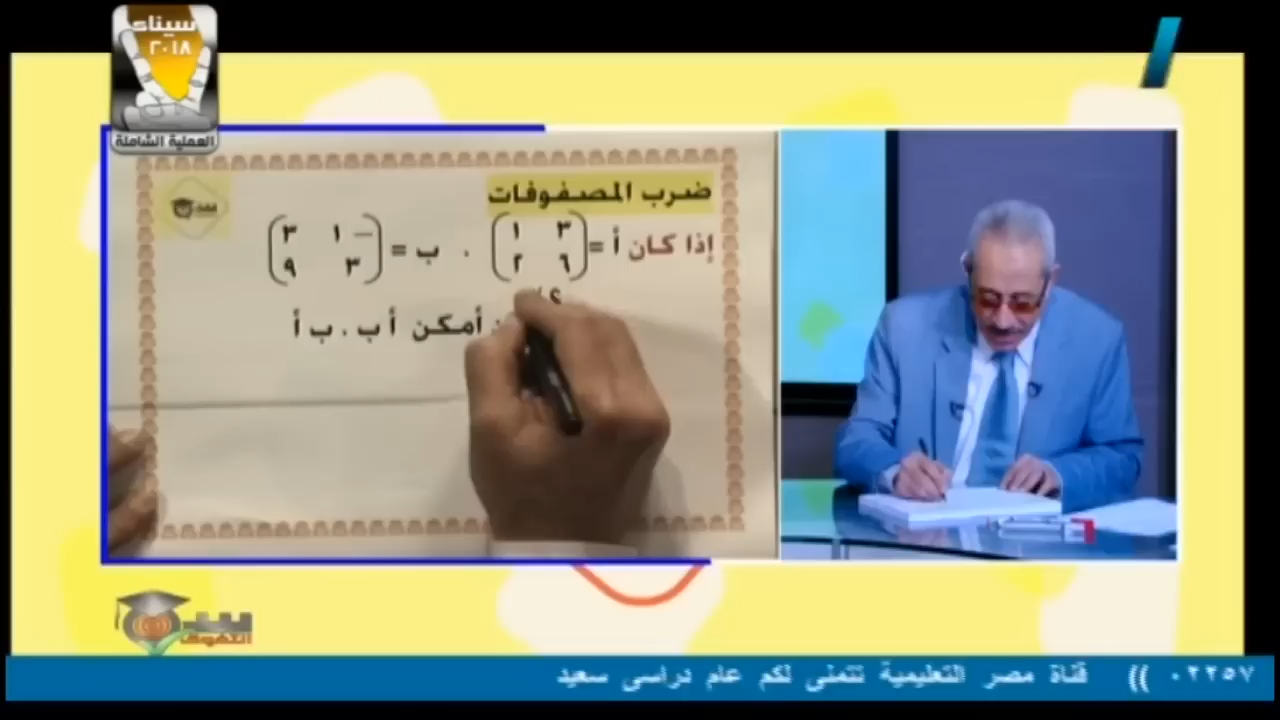 سيناء
٢٠١٨
العملية الشاملة
ضرب المصفوفات
إذا كان أ = (٣ ١
٦ ٢) ، ب = (-١ ٣
٣ ٩)
أمكن أ ب ، ب أ
٠٢٢٥٧ )) قناة مصر التعليمية تتمنى لكم عام دراسى سعيد